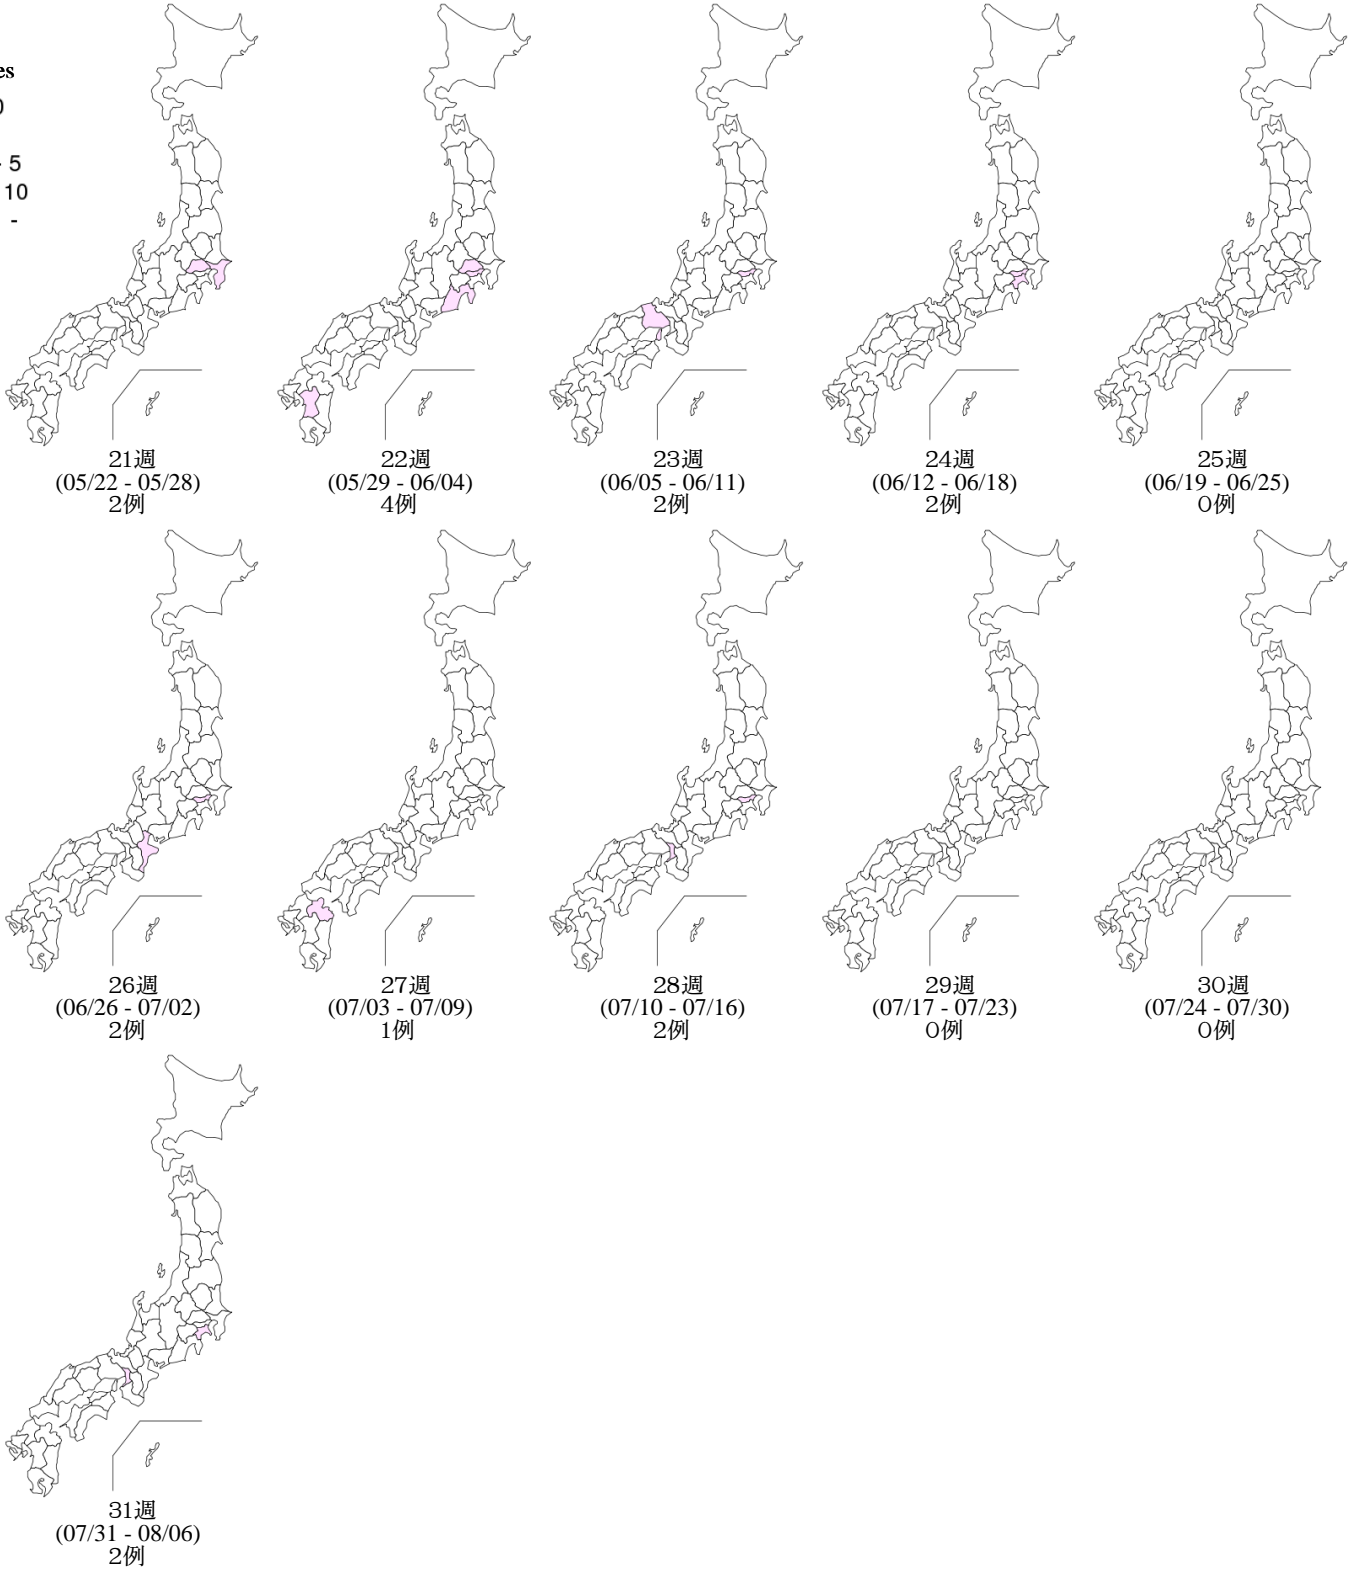 es
0
- 5
10
-
21週
(05/22 - 05/28)
2例
22週
(05/29 - 06/04)
4例
23週
(06/05 - 06/11)
2例
24週
(06/12 - 06/18)
2例
25週
(06/19 - 06/25)
0例
26週
(06/26 - 07/02)
2例
27週
(07/03 - 07/09)
1例
28週
(07/10 - 07/16)
2例
29週
(07/17 - 07/23)
0例
30週
(07/24 - 07/30)
0例
31週
(07/31 - 08/06)
2例